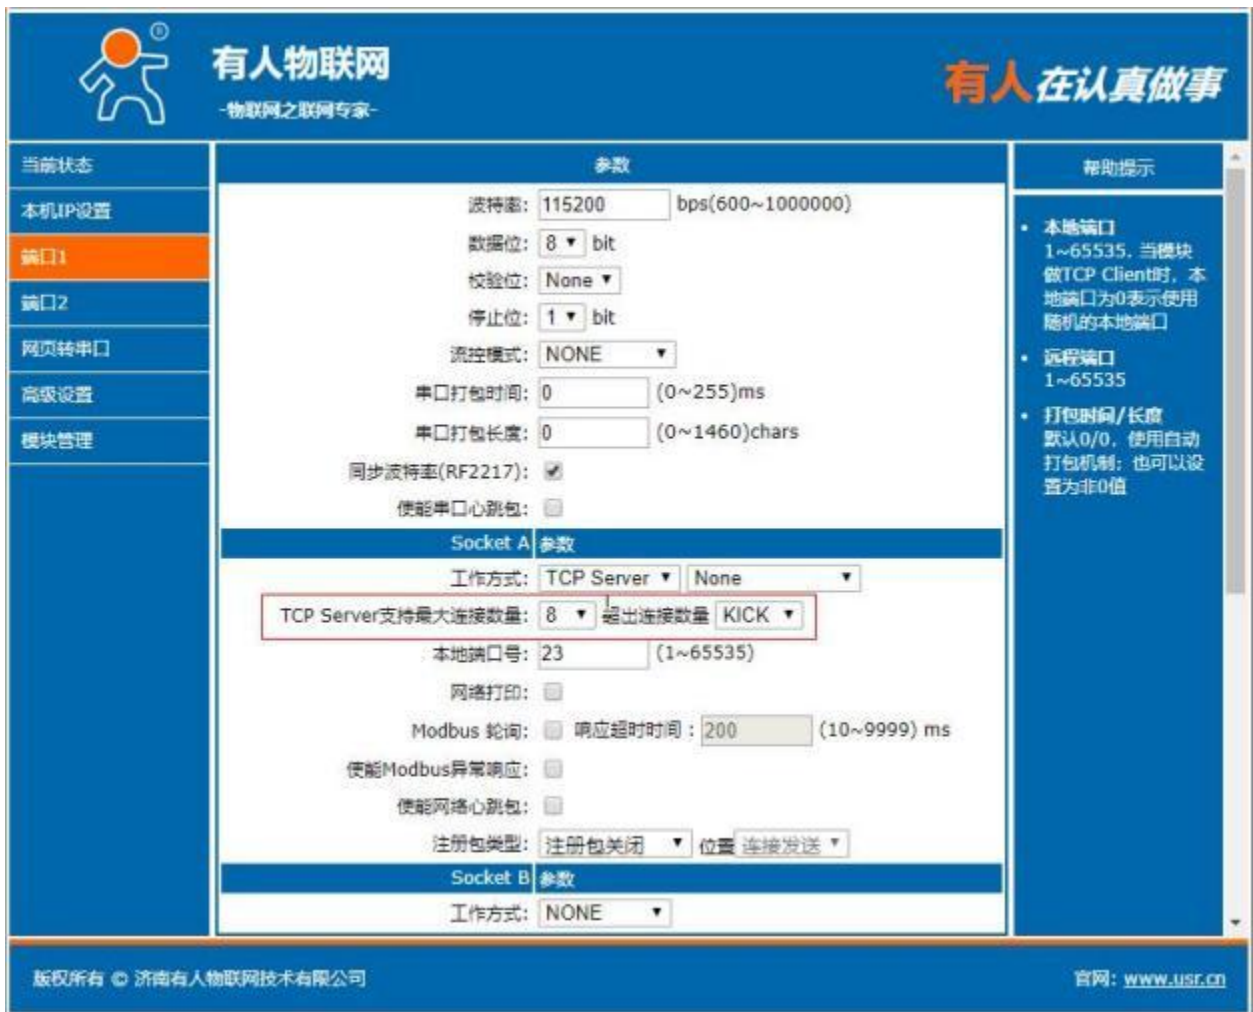 ®
有人物联网
-物联网之联网专家-
有人在认真做事
当前状态
本机IP设置
端口1
端口2
网页转串口
高级设置
模块管理
参数
波特率: 115200 bps(600~1000000)
数据位: 8 bit
校验位: None
停止位: 1 bit
流控模式: NONE
串口打包时间: 0 (0~255)ms
串口打包长度: 0 (0~1460)chars
同步波特率(RF2217):
使能串口心跳包:
Socket A 参数
工作方式: TCP Server None
TCP Server支持最大连接数量: 8 超出连接数量 KICK
本地端口号: 23 (1~65535)
网络打印:
Modbus 轮询: 响应超时时间：200 (10~9999) ms
使能Modbus异常响应:
使能网络心跳包:
注册包类型: 注册包关闭 位置 连接发送
Socket B 参数
工作方式: NONE
帮助提示
• 本地端口
1~65535. 当模块
做TCP Client时，本
地端口为0表示使用
随机的本地端口
• 远程端口
1~65535
• 打包时间/长度
默认0/0，使用自动
打包机制；也可以设
置为非0值
版权所有 © 济南有人物联网技术有限公司
官网: www.usr.cn